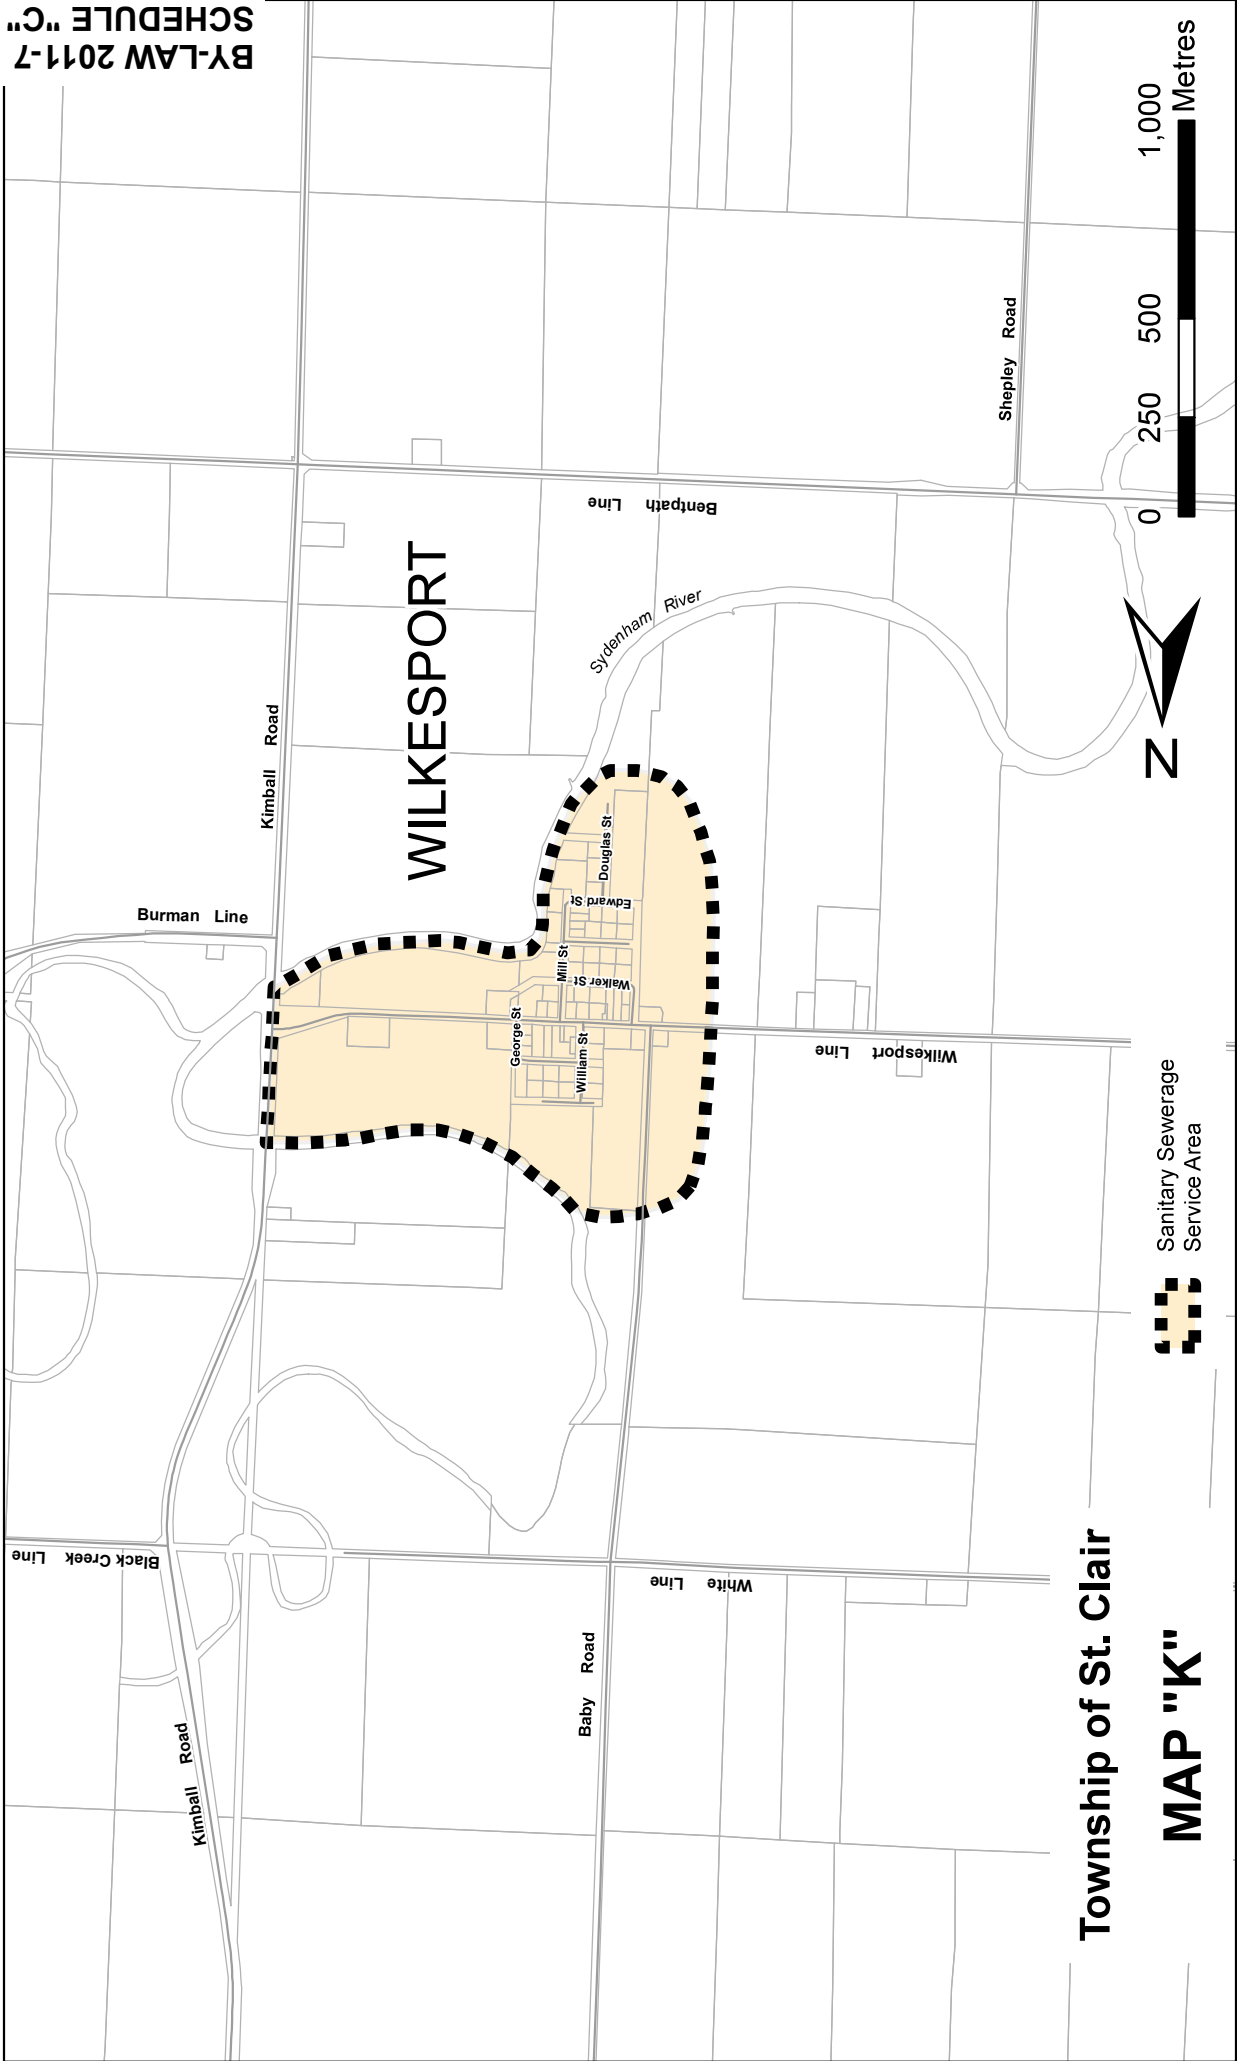 BY-LAW 2011-7
SCHEDULE "C"
WILKESPORT
Kimball Road
Burman Line
Bentpath Line
Shepley Road
Sydenham River
Douglas St
Edward St
Mill St
Walker St
George St
William St
Wilkesport Line
Black Creek Line
White Line
Baby Road
Kimball Road
0 250 500 1,000
Metres
N
Sanitary Sewerage
Service Area
Township of St. Clair
MAP "K"